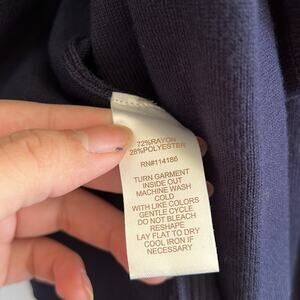 72%RAYON
28%POLYESTER
RN#114186
TURN GARMENT
INSIDE OUT
MACHINE WASH
COLD
WITH LIKE COLORS
GENTLE CYCLE
DO NOT BLEACH
RESHAPE
LAY FLAT TO DRY
COOL IRON IF
NECESSARY